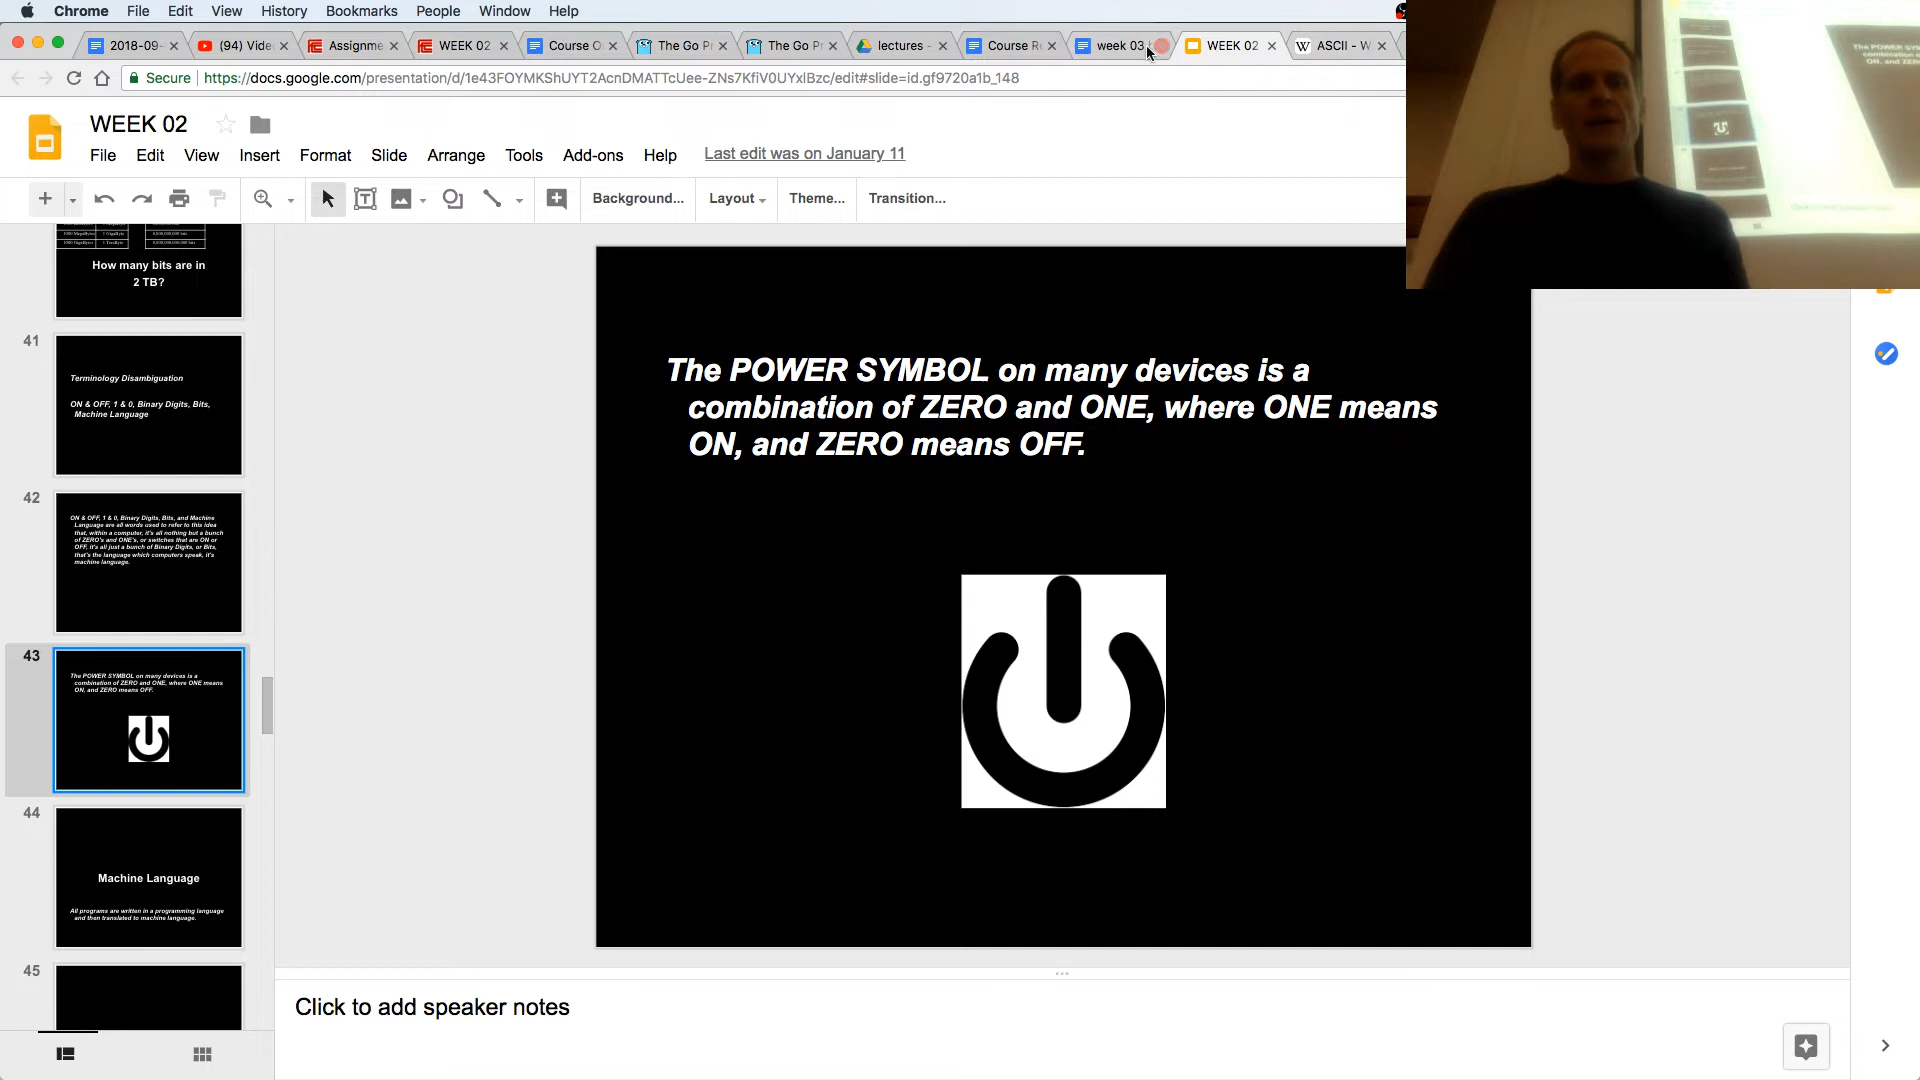 Chrome File Edit View History Bookmarks People Window Help
2018-09- (94) Vide Assignme WEEK 02 Course O The Go Pr The Go Pr lectures - Course Re week 03 WEEK 02 ASCII - W
Secure https://docs.google.com/presentation/d/1e43FOYMKShUYT2AcnDMATTcUee-ZNs7KfiV0UYxlBzc/edit#slide=id.gf9720a1b_148
WEEK 02
File Edit View Insert Format Slide Arrange Tools Add-ons Help Last edit was on January 11
Background... Layout Theme... Transition...
1000 GigaBytes 1 TeraByte
How many bits are in
2 TB?
41
Terminology Disambiguation
ON & OFF, 1 & 0, Binary Digits, Bits,
Machine Language
42
ON & OFF, 1 & 0, Binary Digits, Bits, and Machine
Language are all words used to refer to this idea
that, within a computer, it's all nothing but a bunch
of ZERO's and ONE's, or switches that are ON or
OFF, it's all just a bunch of Binary Digits, or Bits,
that's the language which computers speak, it's
machine language.
43
The POWER SYMBOL on many devices is a
combination of ZERO and ONE, where ONE means
ON, and ZERO means OFF.
44
Machine Language
All programs are written in a programming language
and then translated to machine language.
45
The POWER SYMBOL on many devices is a
combination of ZERO and ONE, where ONE means
ON, and ZERO means OFF.
Click to add speaker notes